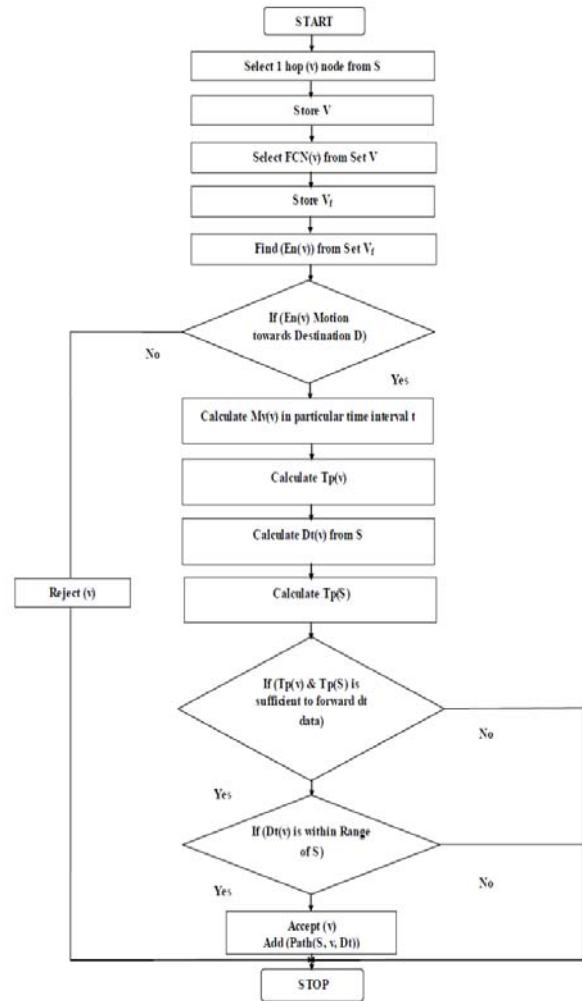 START
Select 1 hop (v) node from S
Store V
Select FCN(v) from Set V
Store Vf
Find (En(v)) from Set Vf
If (En(v) Motion
towards Destination D)
No
Yes
Calculate Mv(v) in particular time interval t
Calculate Tp(v)
Calculate Dt(v) from S
Reject (v)
Calculate Tp(S)
If (Tp(v) & Tp(S) is
sufficient to forward dt
data)
No
Yes
If (Dt(v) is within Range
of S)
Yes
No
Accept (v)
Add (Path(S, v, Dt))
STOP